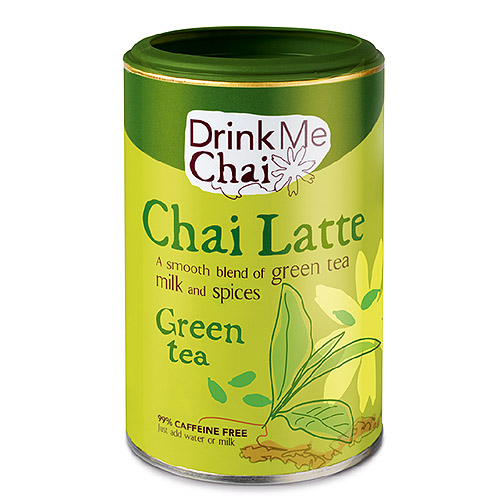 Drink Me
Chai
Chai Latte
A smooth blend of green tea
milk and spices
Green
tea
99% CAFFEINE FREE
Just add water or milk